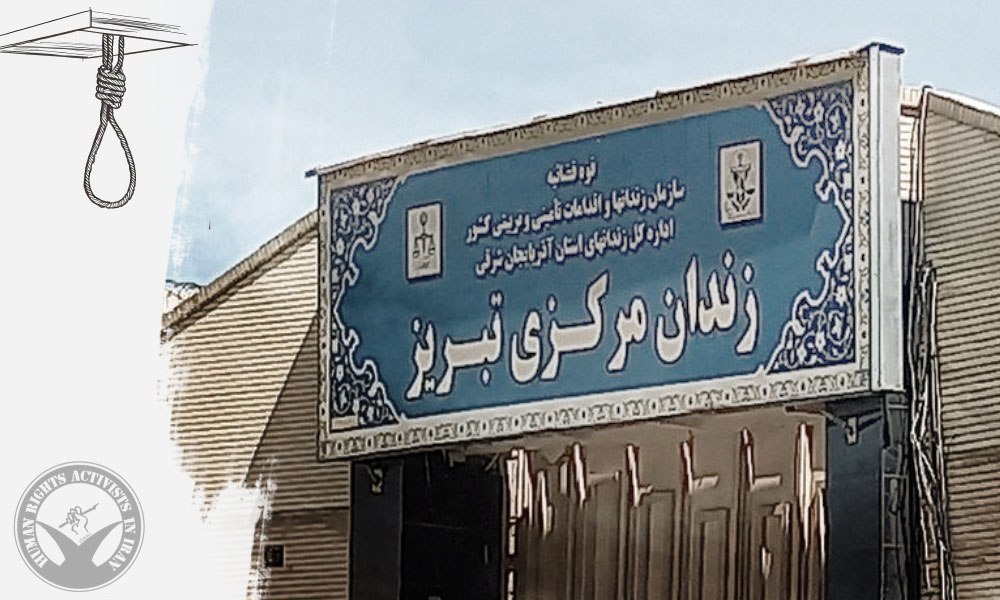 قوه قضائیه
سازمان زندانها و اقدامات تأمینی و تربیتی کشور
اداره کل زندانهای استان آذربایجان شرقی
زندان مرکزی تبریز
HUMAN RIGHTS ACTIVISTS IN IRAN